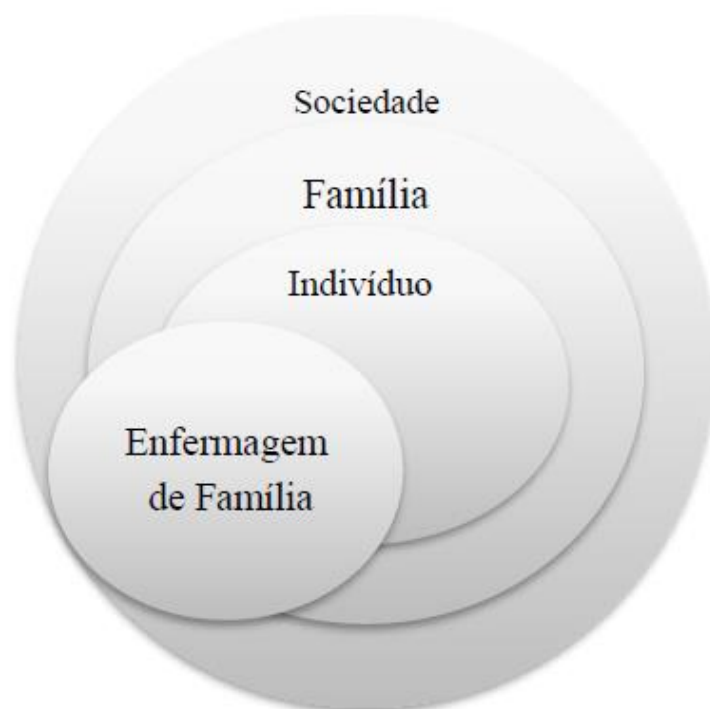 Sociedade
Família
Indivíduo
Enfermagem
de Família